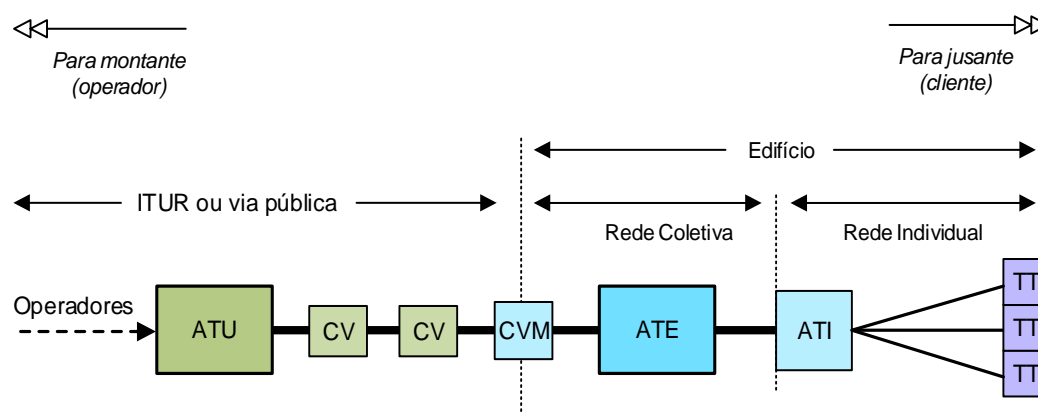 Para montante
(operador)
Para jusante
(cliente)
Edifício
ITUR ou via pública
Rede Coletiva
Rede Individual
Operadores
ATU
CV
CV
CVM
ATE
ATI
TT
TT
TT